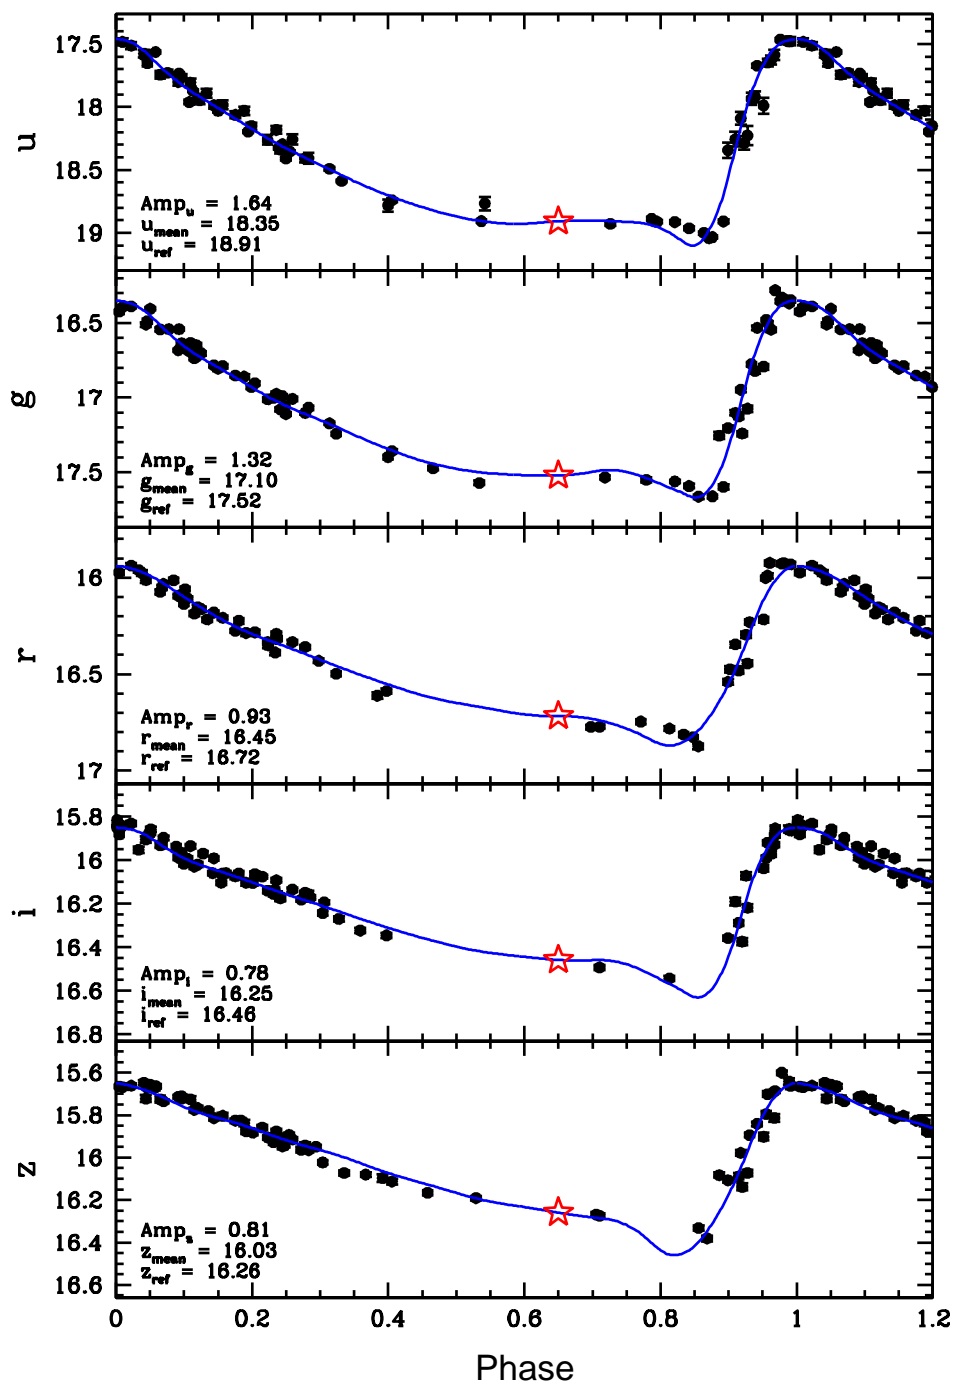 17.5
18
18.5
19
u
Amp_u = 1.64
u_mean = 18.35
u_ref = 18.91
16.5
17
17.5
g
Amp_g = 1.32
g_mean = 17.10
g_ref = 17.52
16
16.5
17
r
Amp_r = 0.93
r_mean = 16.45
r_ref = 16.72
15.8
16
16.2
16.4
16.6
16.8
i
Amp_i = 0.78
i_mean = 16.25
i_ref = 16.46
15.6
15.8
16
16.2
16.4
16.6
z
Amp_z = 0.81
z_mean = 16.03
z_ref = 16.26
0 0.2 0.4 0.6 0.8 1 1.2
Phase